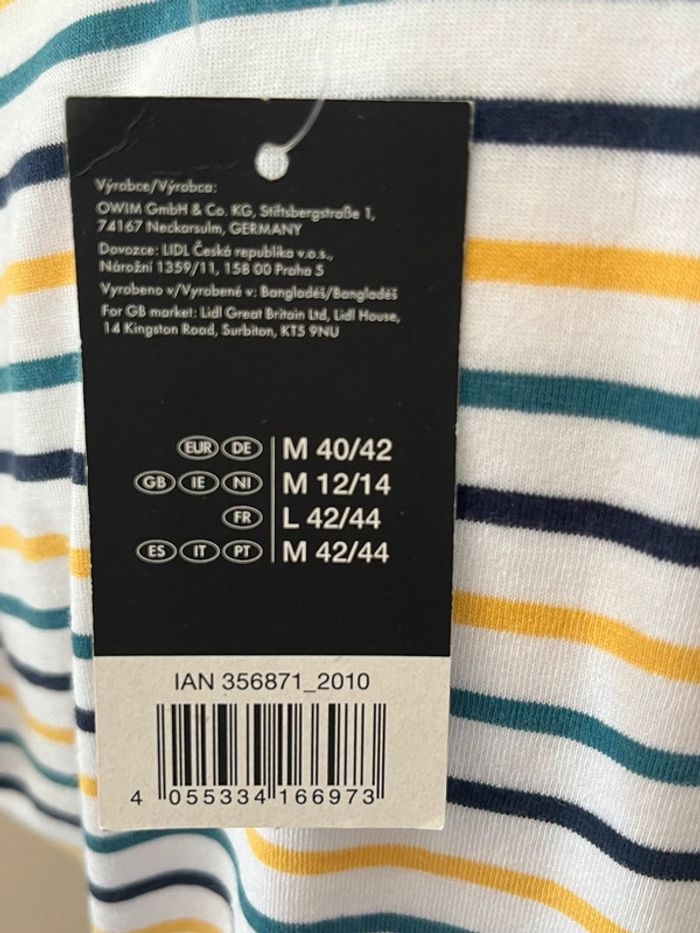 Výrobce/Výrobca:
OWIM GmbH & Co. KG, Stiftsbergstraße 1,
74167 Neckarsulm, GERMANY
Dovozce: LIDL Česká republika v.o.s.,
Nárožní 1359/11, 158 00 Praha 5
Vyrobeno v/Vyrobené v: Bangladéš/Bangladéš
For GB market: Lidl Great Britain Ltd, Lidl House,
14 Kingston Road, Surbiton, KT5 9NU
EUR DE M 40/42
GB IE NI M 12/14
FR L 42/44
ES IT PT M 42/44
IAN 356871_2010
4 055334 166973